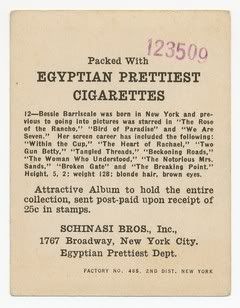 123509
Packed With
EGYPTIAN PRETTIEST
CIGARETTES
12—Bessie Barriscale was born in New York and pre-
vious to going into pictures was starred in "The Rose
of the Rancho," "Bird of Paradise" and "We Are
Seven." Her screen career has included the following:
"Within the Cup," "The Heart of Rachael," "Two
Gun Betty," "Tangled Threads," "Beckoning Roads,"
"The Woman Who Understood," "The Notorious Mrs.
Sands," "Broken Gate" and "The Breaking Point."
Height, 5, 2; weight 128; blonde hair, brown eyes.
Attractive Album to hold the entire
collection, sent post-paid upon receipt of
25c in stamps.
SCHINASI BROS., Inc.,
1767 Broadway, New York City.
Egyptian Prettiest Dept.
FACTORY NO. 465, 2ND DIST. NEW YORK